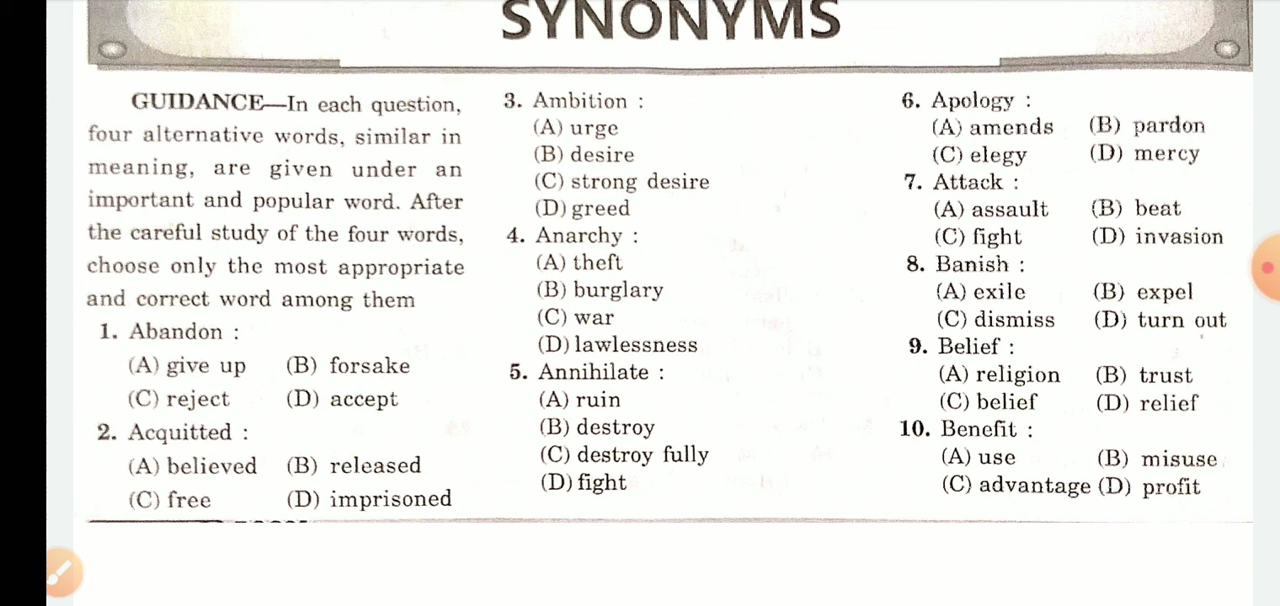 SYNONYMS
GUIDANCE—In each question,
four alternative words, similar in
meaning, are given under an
important and popular word. After
the careful study of the four words,
choose only the most appropriate
and correct word among them
1. Abandon :
(A) give up (B) forsake
(C) reject (D) accept
2. Acquitted :
(A) believed (B) released
(C) free (D) imprisoned
3. Ambition :
(A) urge
(B) desire
(C) strong desire
(D) greed
4. Anarchy :
(A) theft
(B) burglary
(C) war
(D) lawlessness
5. Annihilate :
(A) ruin
(B) destroy
(C) destroy fully
(D) fight
6. Apology :
(A) amends (B) pardon
(C) elegy (D) mercy
7. Attack :
(A) assault (B) beat
(C) fight (D) invasion
8. Banish :
(A) exile (B) expel
(C) dismiss (D) turn out
9. Belief :
(A) religion (B) trust
(C) belief (D) relief
10. Benefit :
(A) use (B) misuse
(C) advantage (D) profit